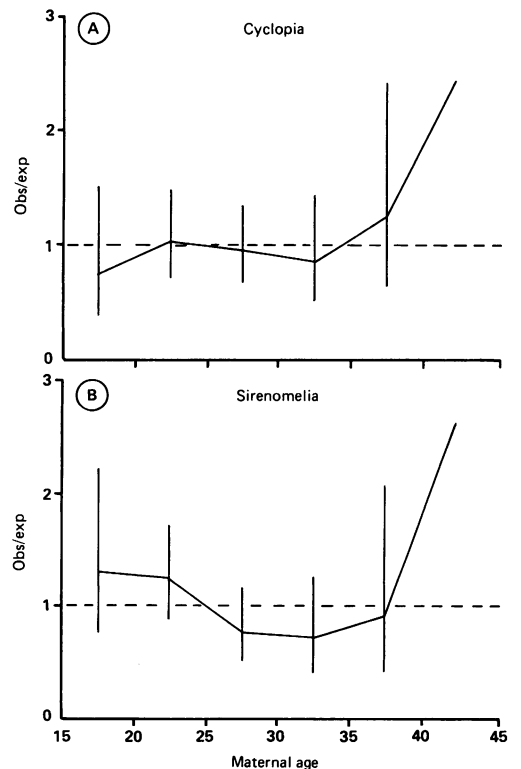 A
Cyclopia
3
2
1
0
Obs/exp
B
Sirenomelia
3
2
1
0
Obs/exp
15 20 25 30 35 40 45
Maternal age